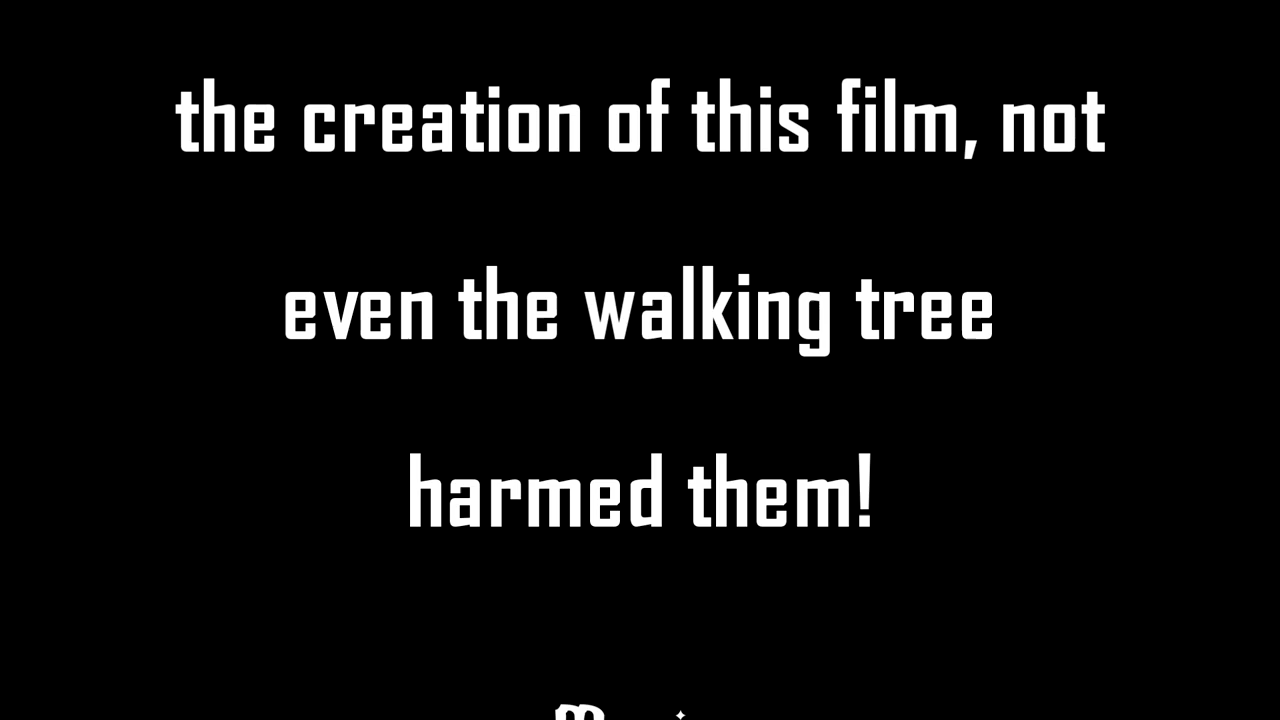 the creation of this film, not
even the walking tree
harmed them!